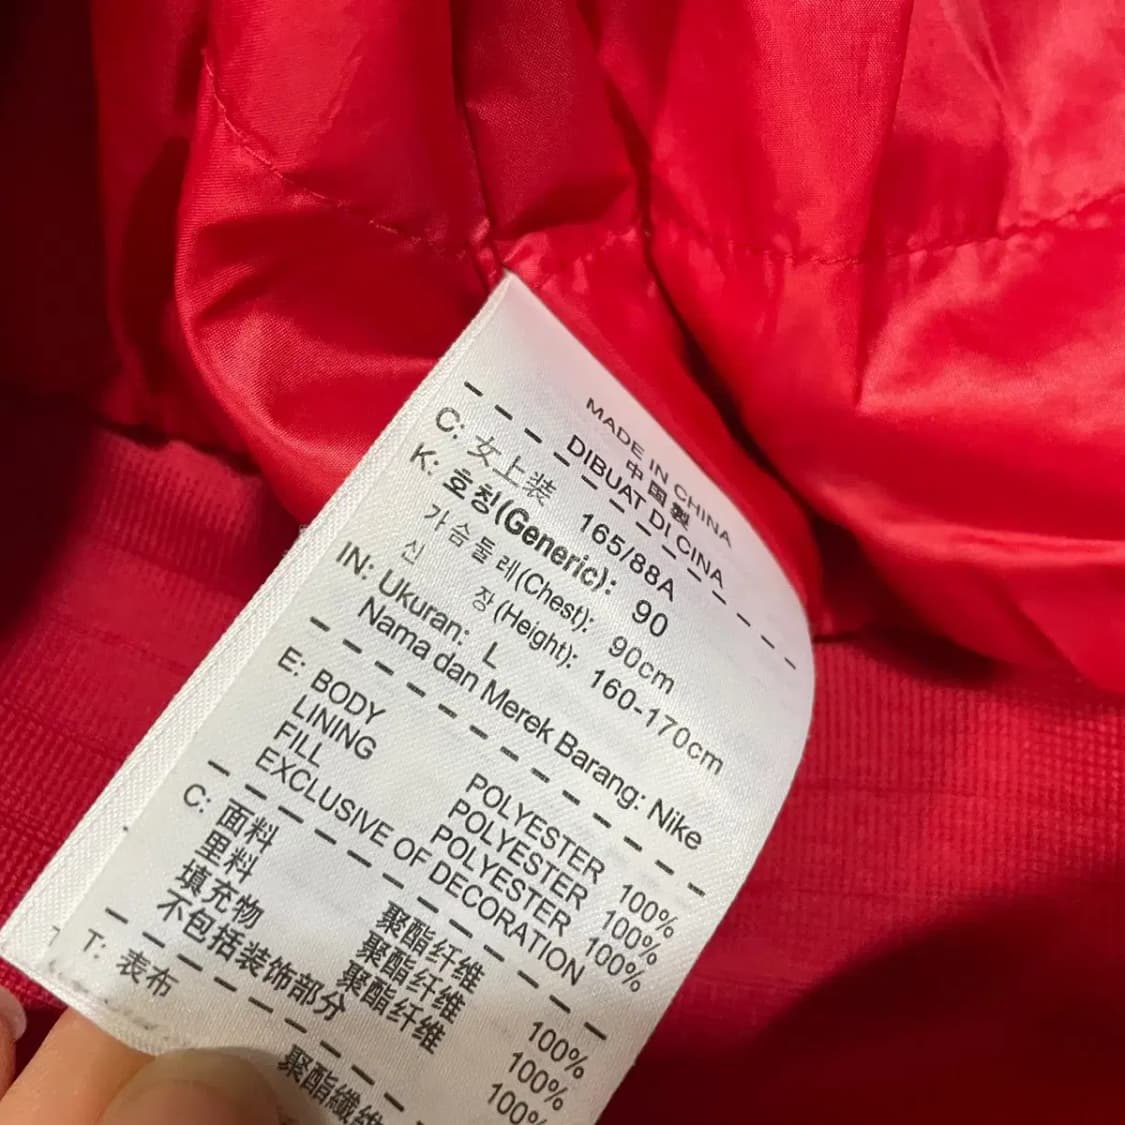 MADE IN CHINA
中国製
DIBUAT DI CINA
C: 女上装 165/88A
K: 호칭(Generic): 90
가슴둘레(Chest): 90cm
신 장(Height): 160-170cm
IN: Ukuran: L
Nama dan Merek Barang: Nike
E: BODY POLYESTER 100%
LINING POLYESTER 100%
FILL POLYESTER 100%
EXCLUSIVE OF DECORATION
C: 面料 聚酯纤维 100%
里料 聚酯纤维 100%
填充物 聚酯纤维 100%
不包括装饰部分
T: 表布 聚酯纖維